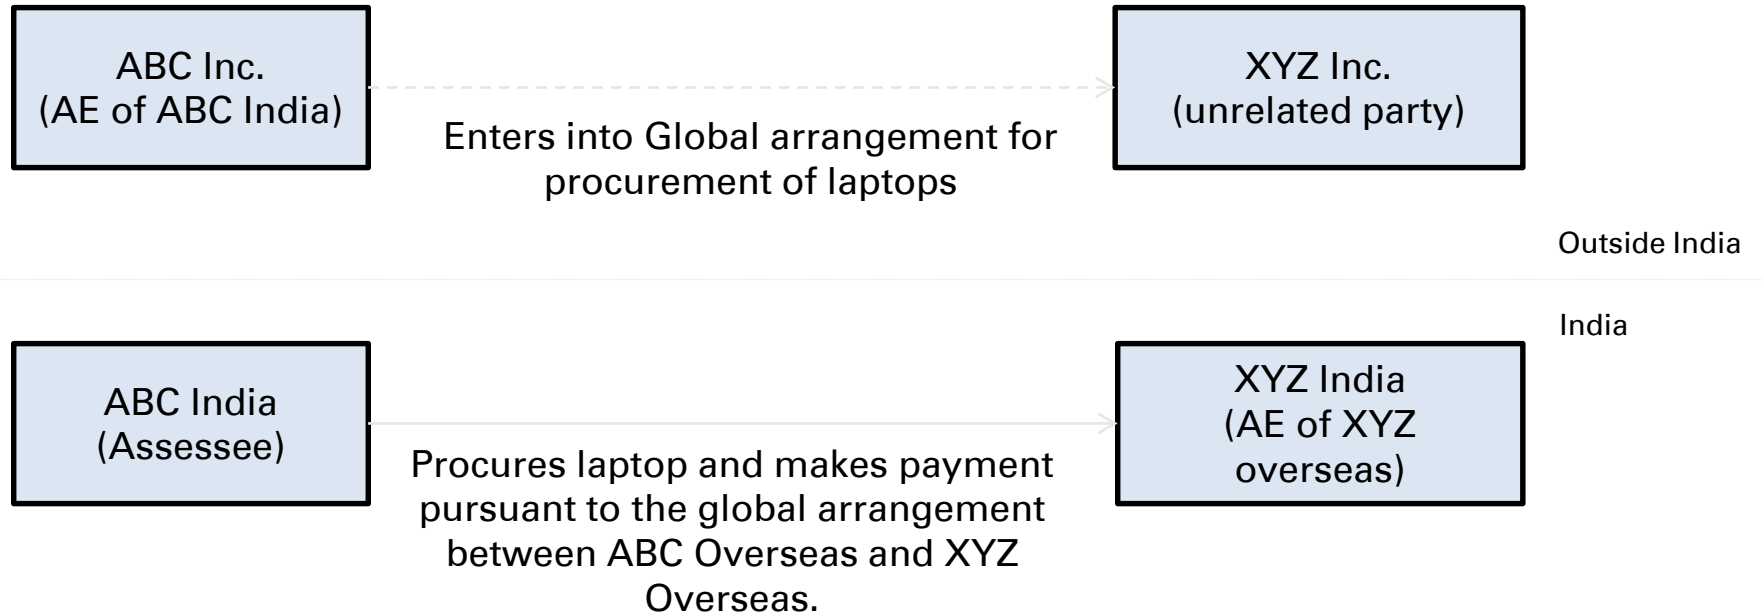 ABC Inc.
(AE of ABC India)
XYZ Inc.
(unrelated party)
Enters into Global arrangement for
procurement of laptops
Outside India
India
ABC India
(Assessee)
XYZ India
(AE of XYZ
overseas)
Procures laptop and makes payment
pursuant to the global arrangement
between ABC Overseas and XYZ
Overseas.